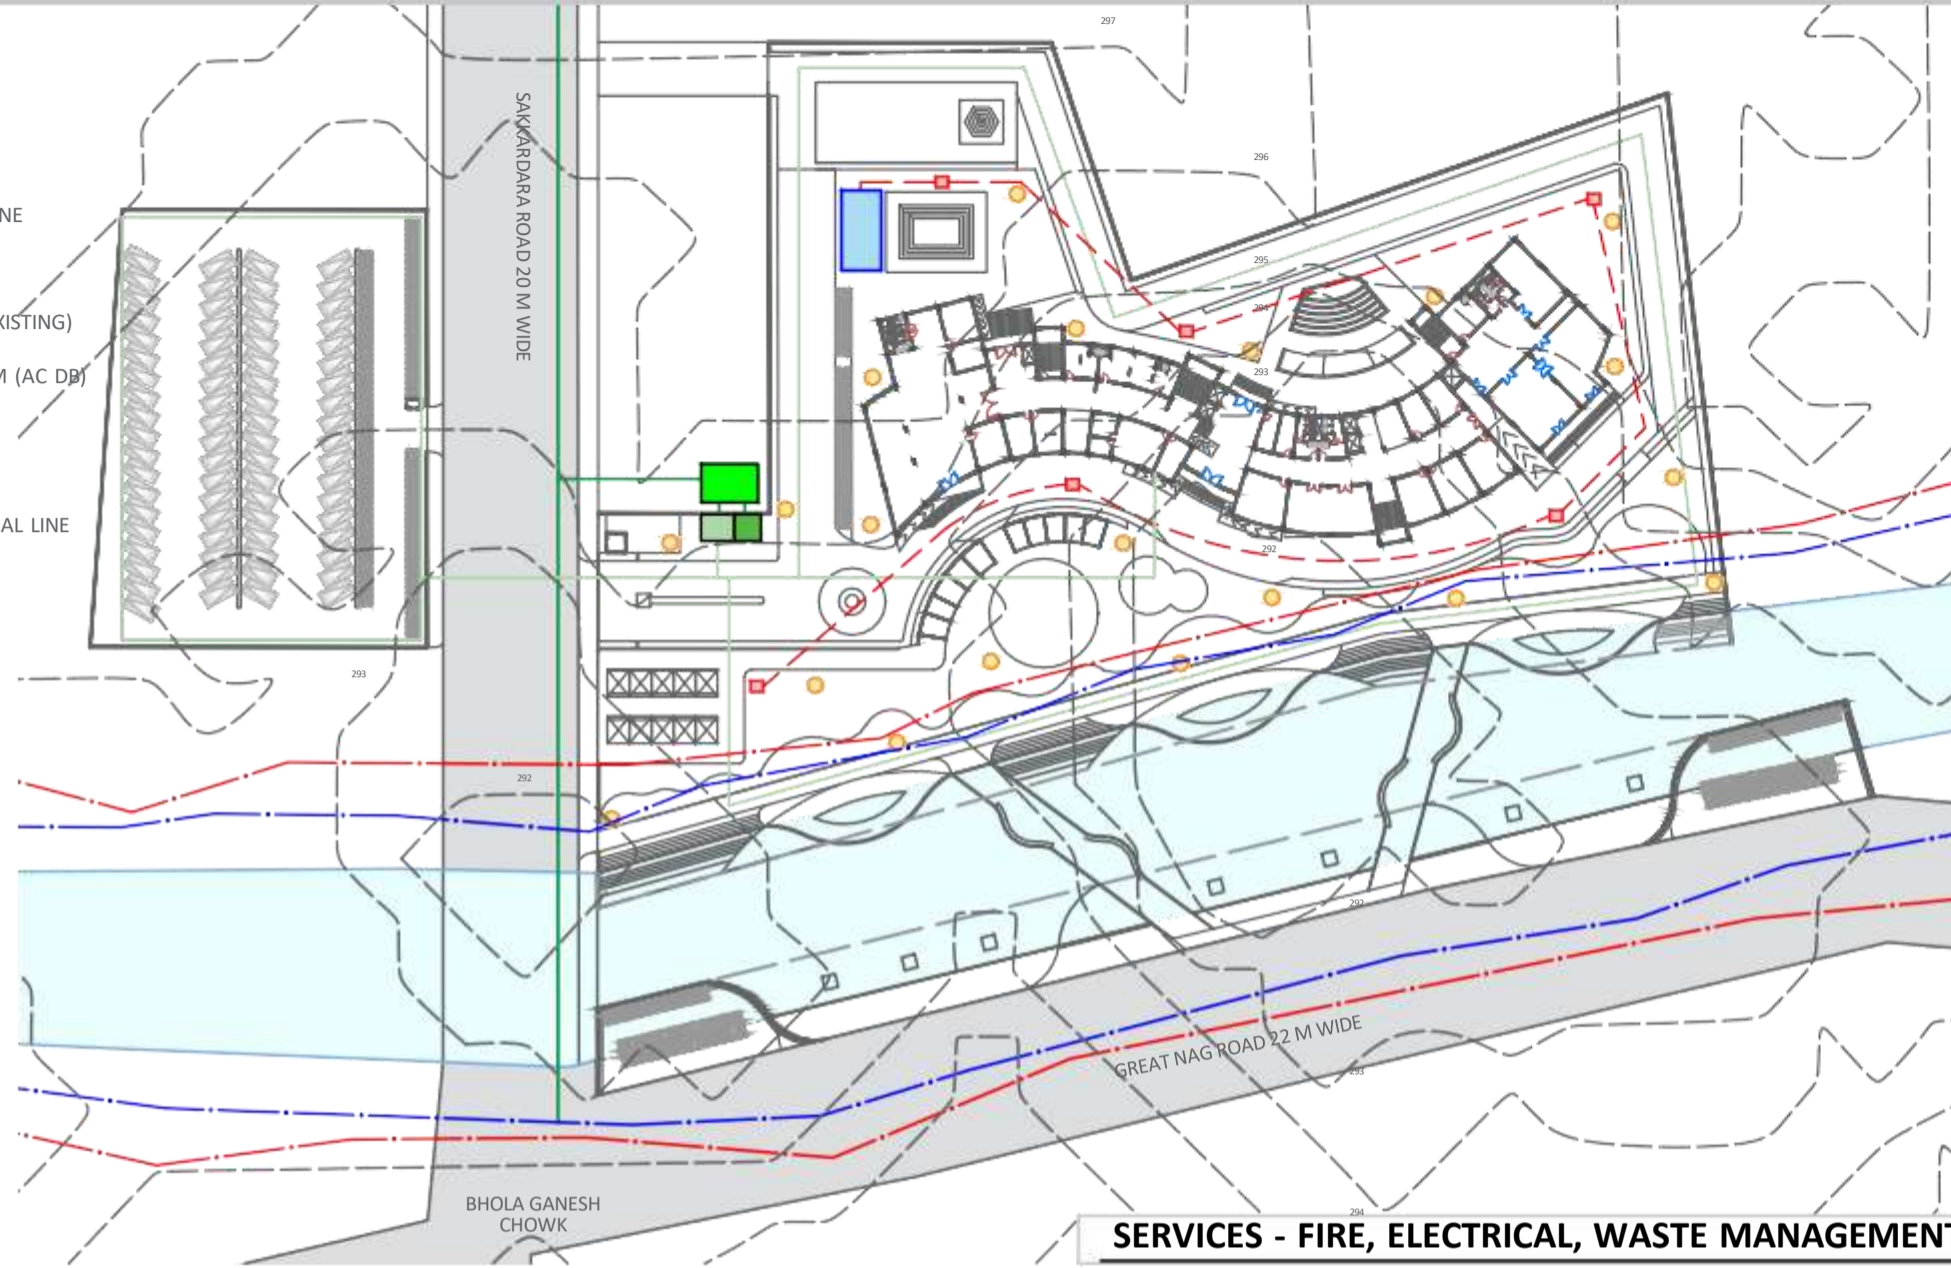 297
SAKKARDARA ROAD 20 M WIDE
296
NE
295
294
XISTING)
293
M (AC DB)
AL LINE
292
293
292
292
GREAT NAG ROAD 22 M WIDE
293
BHOLA GANESH
CHOWK
294
SERVICES - FIRE, ELECTRICAL, WASTE MANAGEMEN